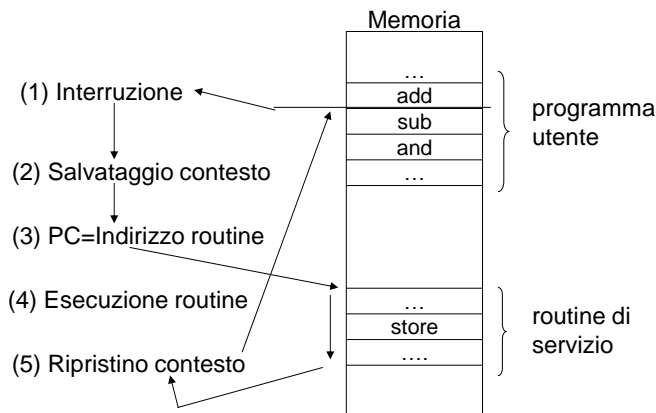 Memoria
…
(1) Interruzione
add
sub
and
…
programma
utente
(2) Salvataggio contesto
(3) PC=Indirizzo routine
(4) Esecuzione routine
…
store
….
routine di
servizio
(5) Ripristino contesto